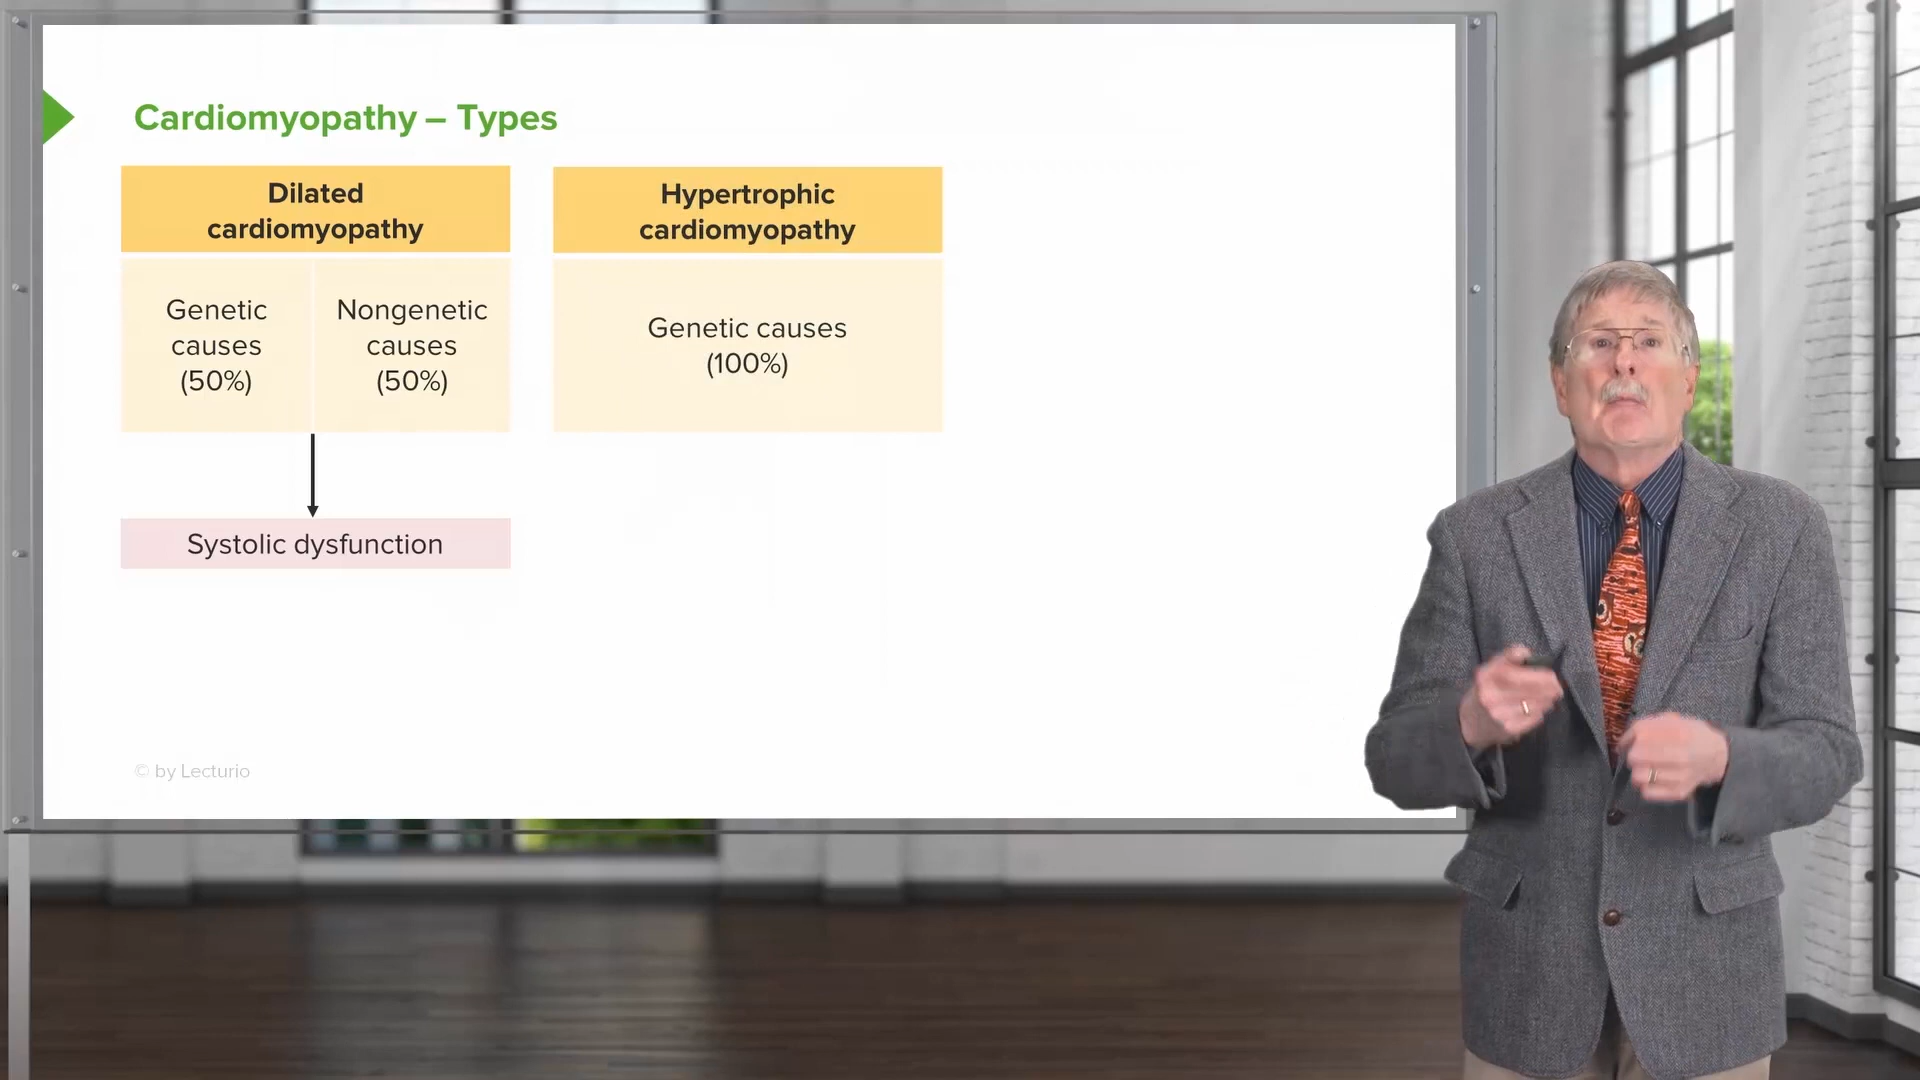 Cardiomyopathy – Types
Dilated
cardiomyopathy
Genetic
causes
(50%)
Nongenetic
causes
(50%)
Systolic dysfunction
Hypertrophic
cardiomyopathy
Genetic causes
(100%)
© by Lecturio